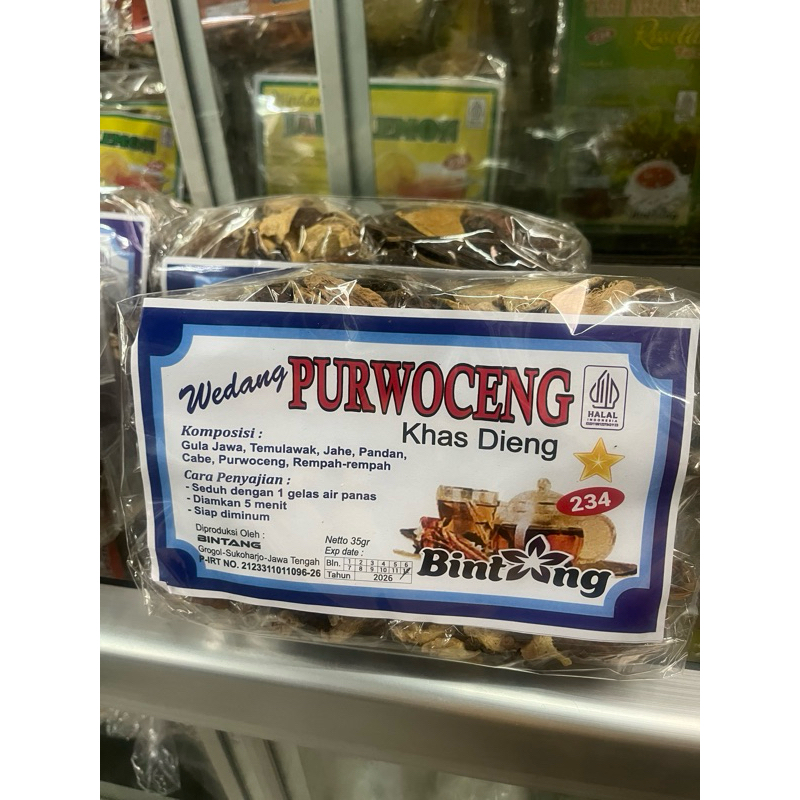 Wedang PURWOCENG
Khas Dieng
HALAL
INDONESIA
Komposisi :
Gula Jawa, Temulawak, Jahe, Pandan,
Cabe, Purwoceng, Rempah-rempah
Cara Penyajian :
- Seduh dengan 1 gelas air panas
- Diamkan 5 menit
- Siap diminum
234
Diproduksi Oleh :
BINTANG
Grogol-Sukoharjo-Jawa Tengah
P-IRT NO. 2123311011096-26
Netto 35gr
Exp date :
Bln. 1 2 3 4 5 6
7 8 9 10 11
Tahun 2026
Bintang